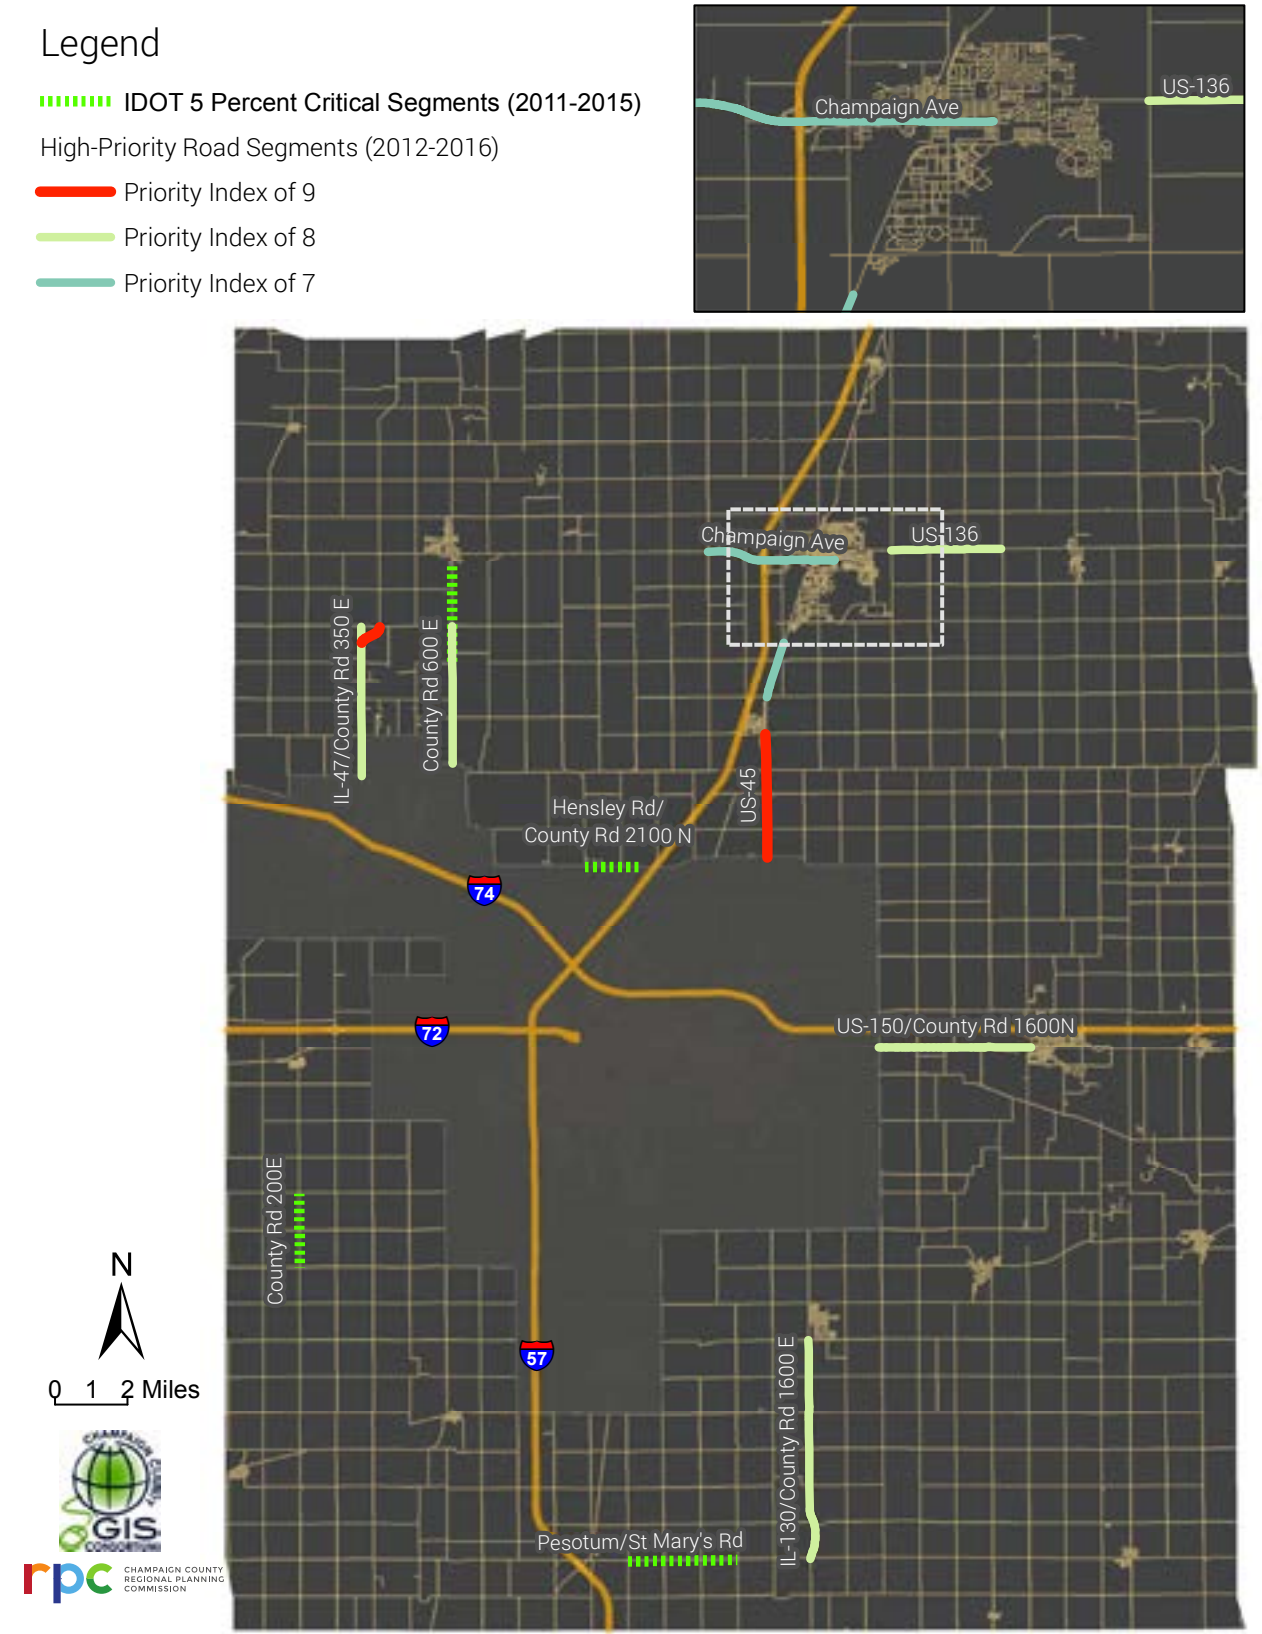 Legend
IDOT 5 Percent Critical Segments (2011-2015)
High-Priority Road Segments (2012-2016)
Priority Index of 9
Priority Index of 8
Priority Index of 7
Champaign Ave
US-136
Champaign Ave
US-136
IL-47/County Rd 350 E
County Rd 600 E
US-45
Hensley Rd/
County Rd 2100 N
74
72
US-150/County Rd 1600N
County Rd 200E
N
0 1 2 Miles
57
IL-130/County Rd 1600 E
Pesotum/St Mary's Rd
CHAMPAIGN COUNTY
GIS
CONSORTIUM
rpc
CHAMPAIGN COUNTY
REGIONAL PLANNING
COMMISSION